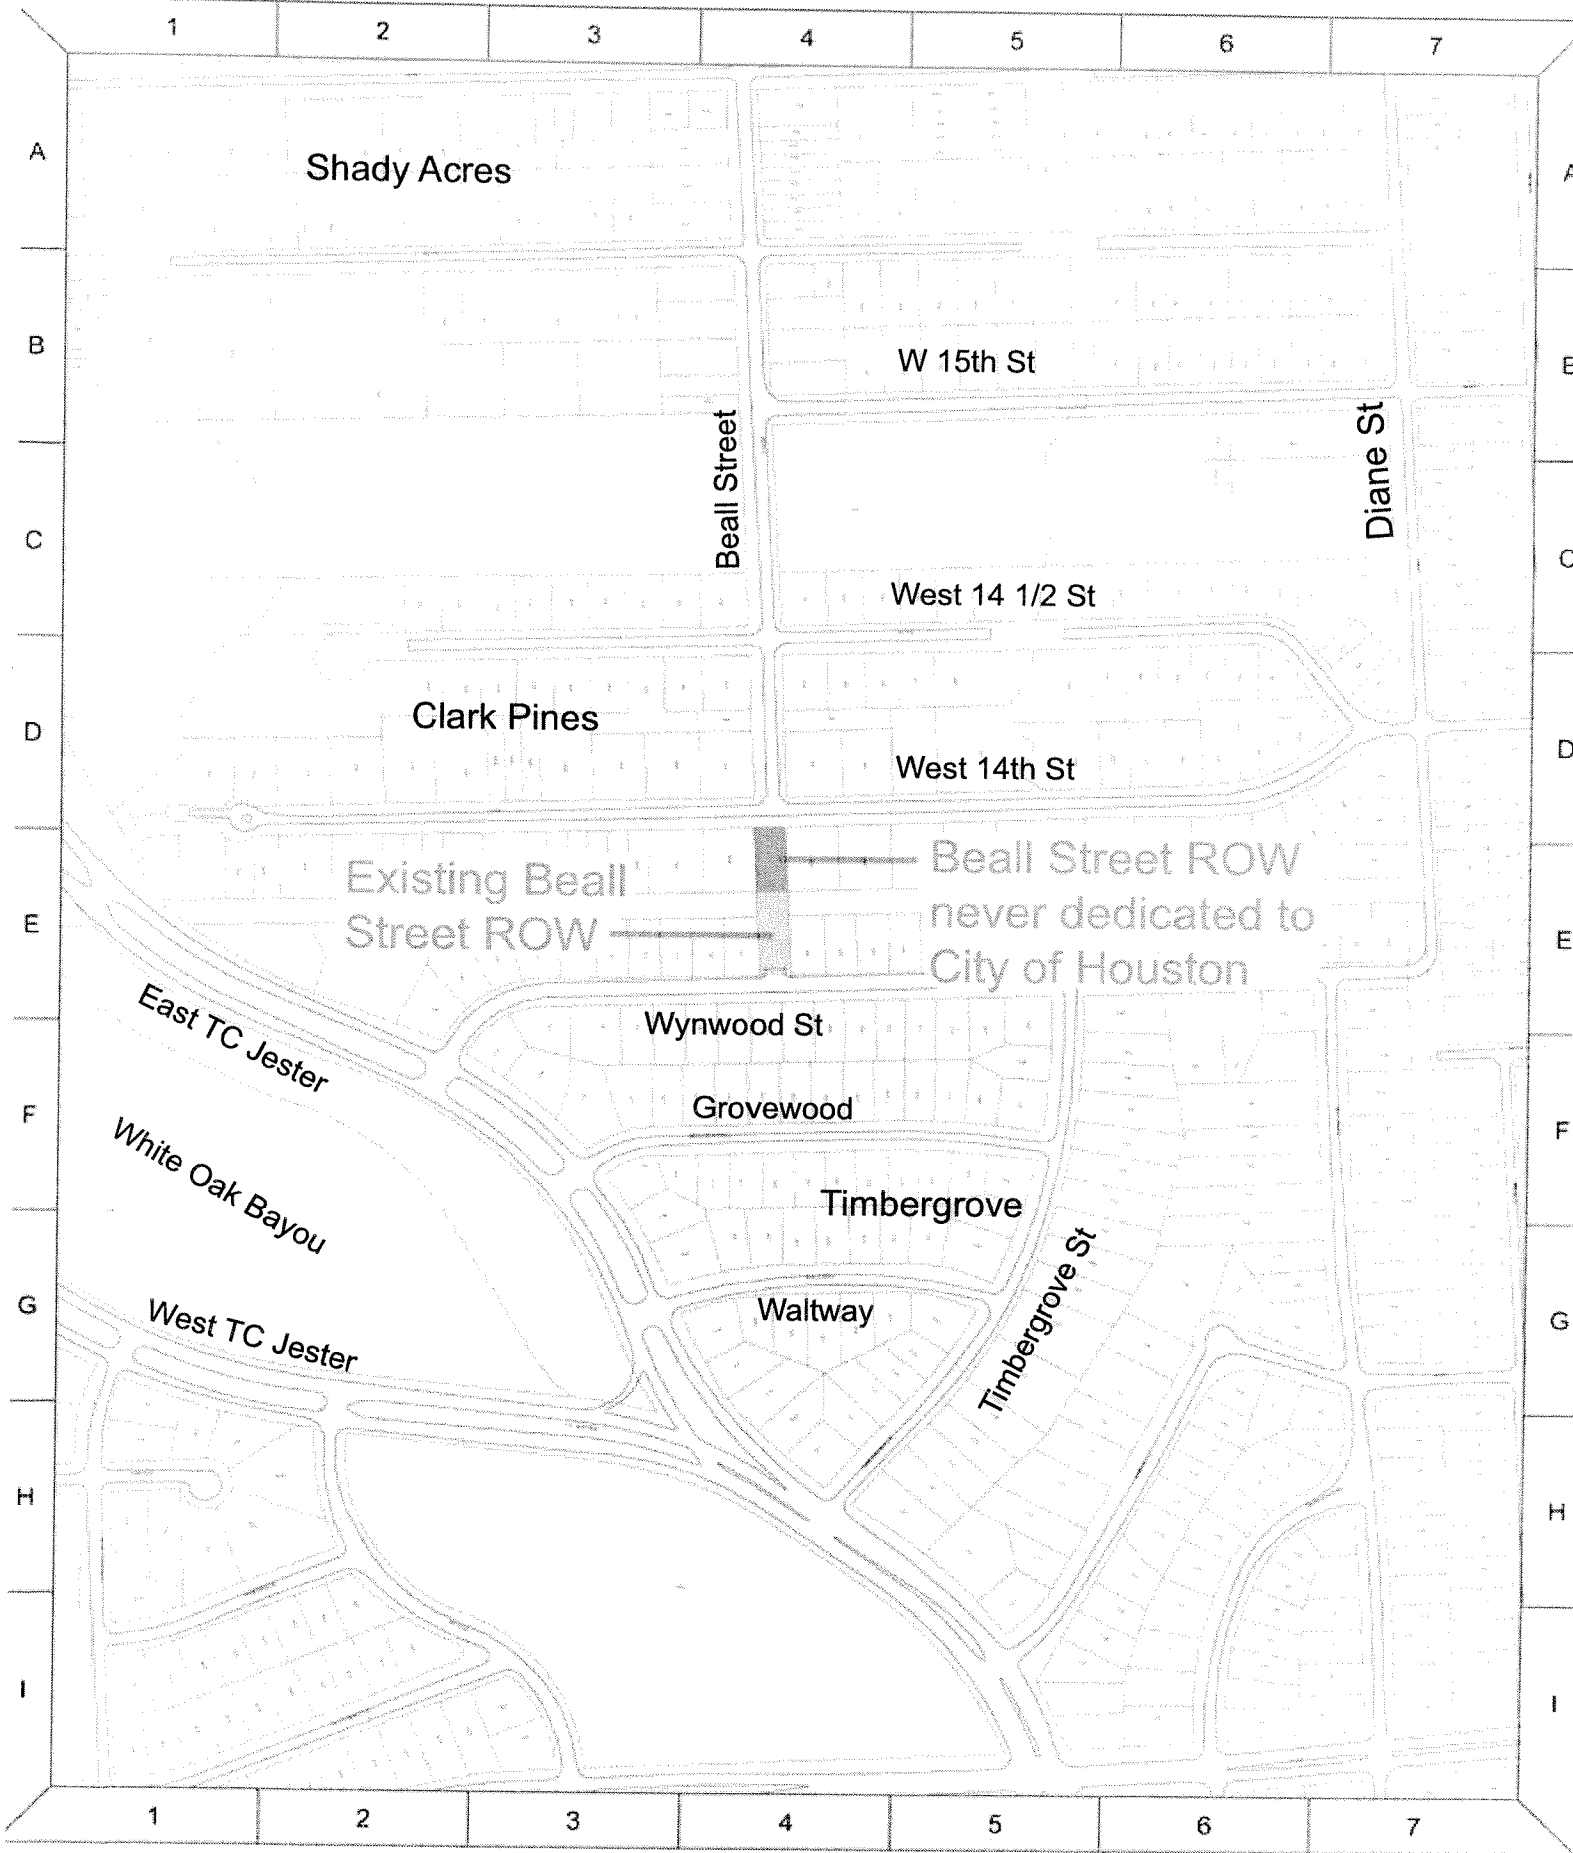 1 2 3 4 5 6 7
A A
Shady Acres
B B
W 15th St
Beall Street
Diane St
C C
West 14 1/2 St
Clark Pines
D D
West 14th St
Existing Beall
Street ROW
Beall Street ROW
never dedicated to
City of Houston
E E
East TC Jester
Wynwood St
Grovewood
F F
White Oak Bayou
Timbergrove
Timbergrove St
G G
Waltway
West TC Jester
H H
I I
1 2 3 4 5 6 7